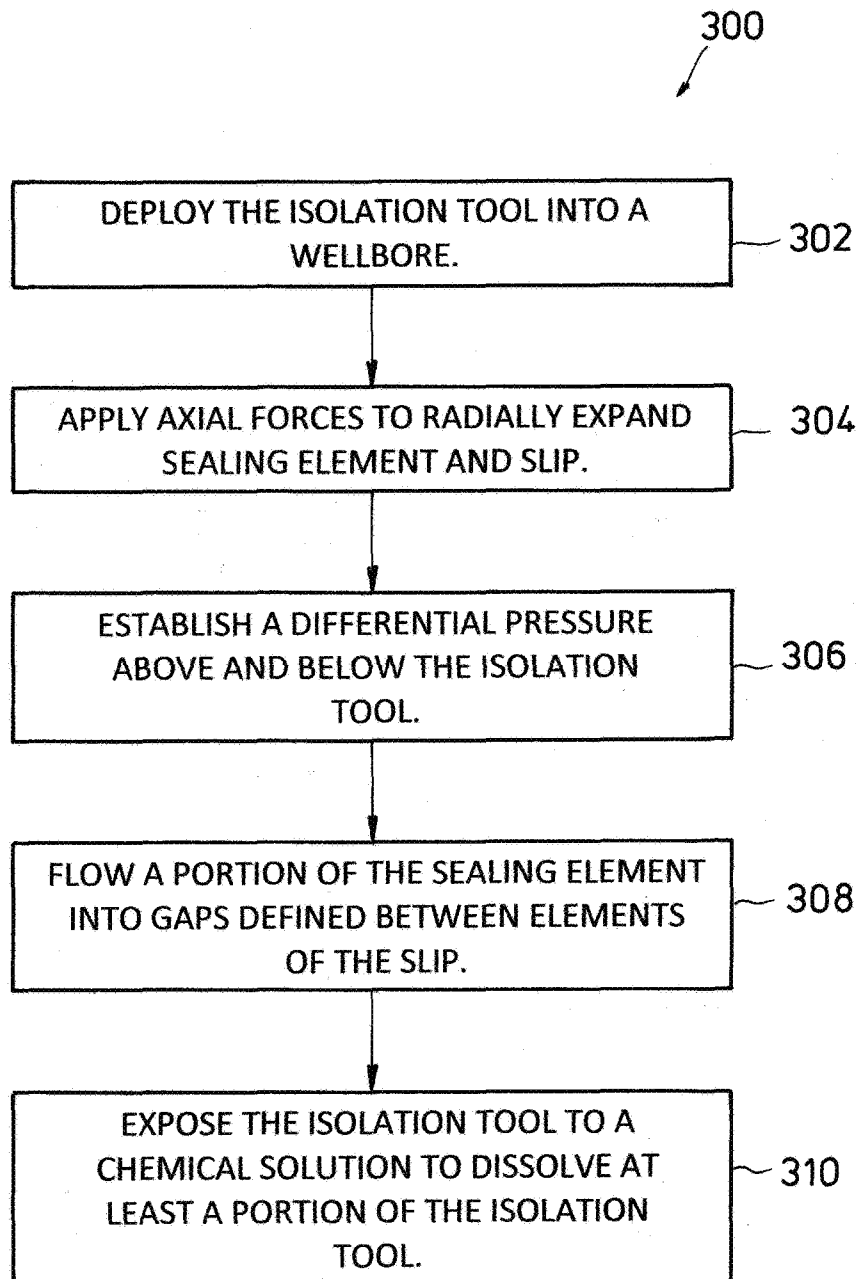 300
DEPLOY THE ISOLATION TOOL INTO A
WELLBORE.
302
APPLY AXIAL FORCES TO RADIALLY EXPAND
SEALING ELEMENT AND SLIP.
304
ESTABLISH A DIFFERENTIAL PRESSURE
ABOVE AND BELOW THE ISOLATION
TOOL.
306
FLOW A PORTION OF THE SEALING ELEMENT
INTO GAPS DEFINED BETWEEN ELEMENTS
OF THE SLIP.
308
EXPOSE THE ISOLATION TOOL TO A
CHEMICAL SOLUTION TO DISSOLVE AT
LEAST A PORTION OF THE ISOLATION
TOOL.
310